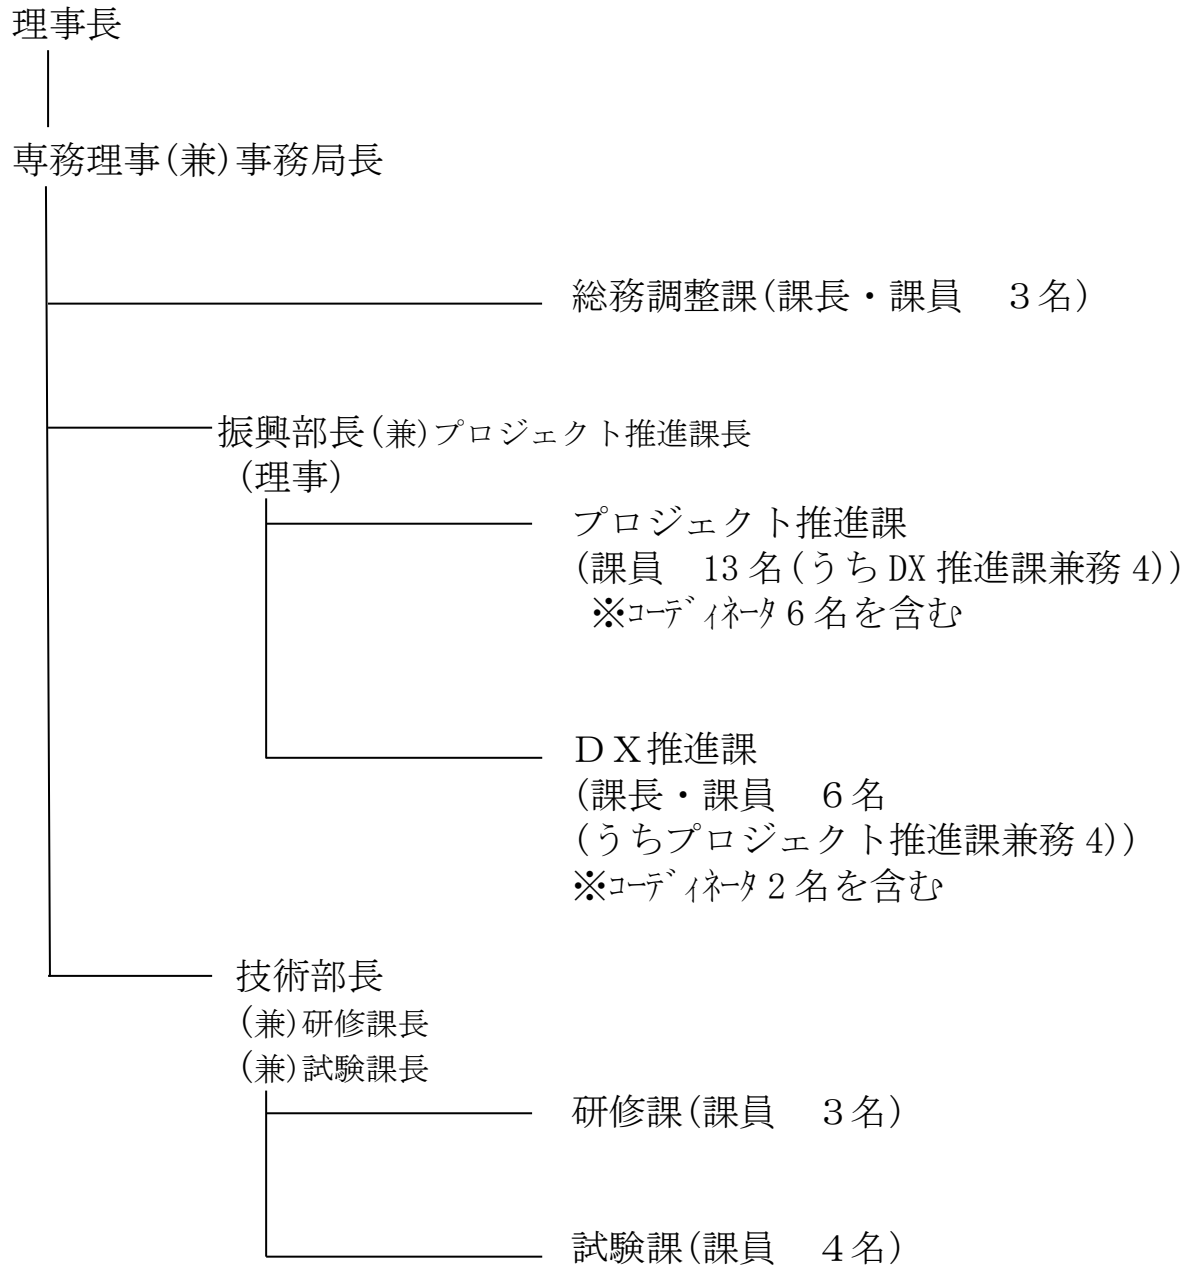 理事長
専務理事(兼)事務局長
総務調整課(課長・課員　３名)
振興部長(兼)プロジェクト推進課長
(理事)
プロジェクト推進課
(課員　13名(うちDX推進課兼務4))
※ｺｰﾃﾞｨﾈｰﾀ6名を含む
ＤＸ推進課
(課長・課員　６名
(うちプロジェクト推進課兼務4))
※ｺｰﾃﾞｨﾈｰﾀ2名を含む
技術部長
(兼)研修課長
(兼)試験課長
研修課(課員　３名)
試験課(課員　４名)